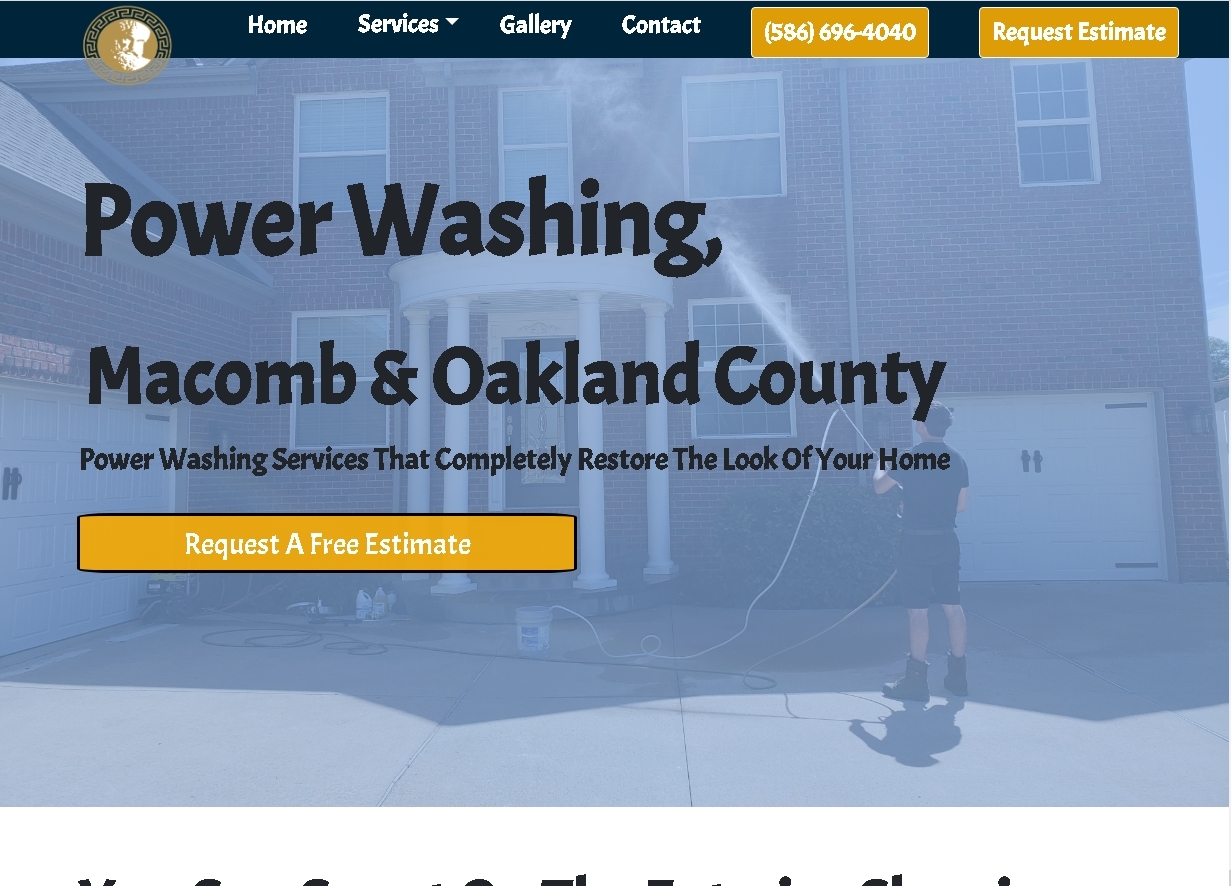 Home Services Gallery Contact (586) 696-4040 Request Estimate
Power Washing,
Macomb & Oakland County
Power Washing Services That Completely Restore The Look Of Your Home
Request A Free Estimate